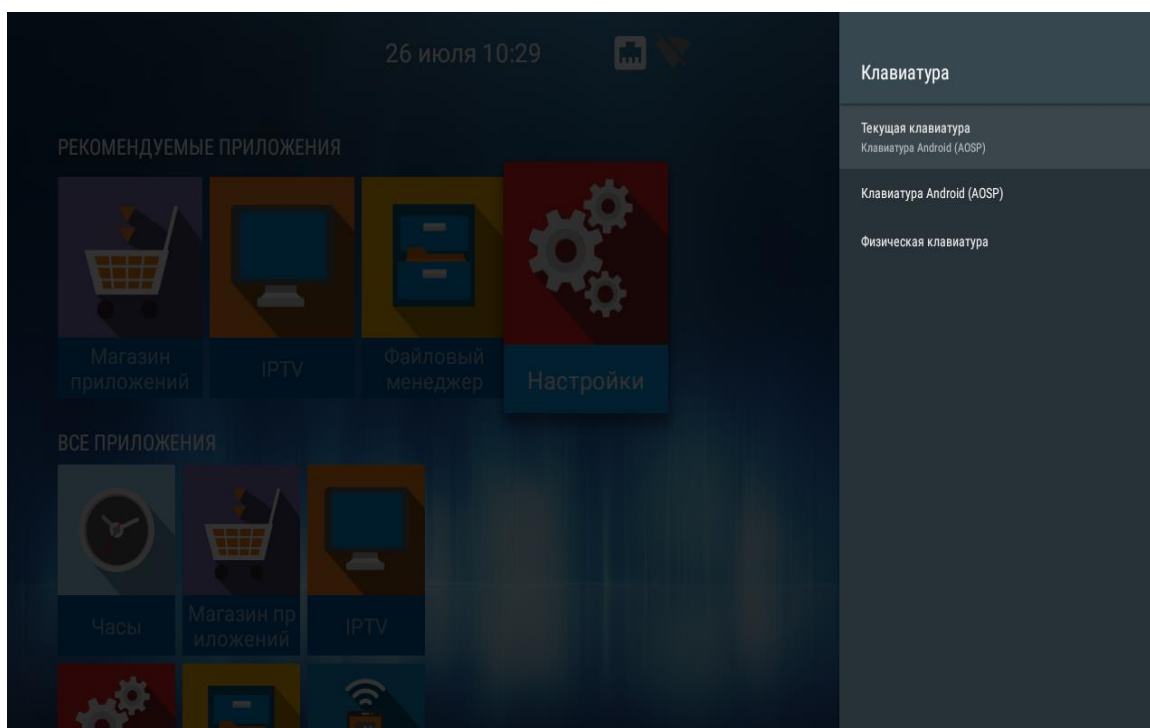 26 июля 10:29
РЕКОМЕНДУЕМЫЕ ПРИЛОЖЕНИЯ
Магазин
приложений
IPTV
Файловый
менеджер
Настройки
ВСЕ ПРИЛОЖЕНИЯ
Часы
Магазин пр
иложений
IPTV
Клавиатура
Текущая клавиатура
Клавиатура Android (AOSP)
Клавиатура Android (AOSP)
Физическая клавиатура